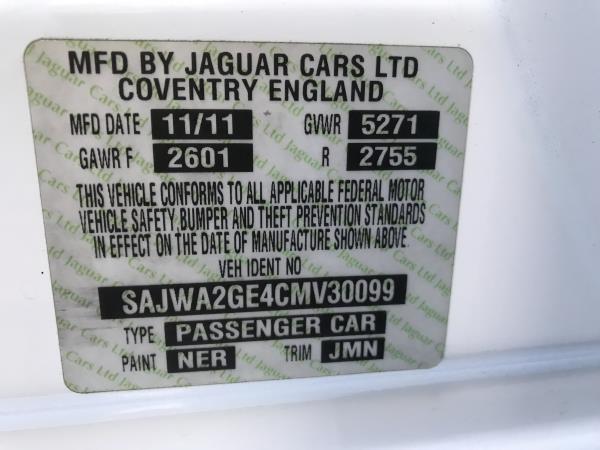 MFD BY JAGUAR CARS LTD
COVENTRY ENGLAND
MFD DATE 11/11 GVWR 5271
GAWR F 2601 R 2755
THIS VEHICLE CONFORMS TO ALL APPLICABLE FEDERAL MOTOR
VEHICLE SAFETY BUMPER AND THEFT PREVENTION STANDARDS
IN EFFECT ON THE DATE OF MANUFACTURE SHOWN ABOVE.
VEH IDENT NO
SAJWA2GE4CMV30099
TYPE PASSENGER CAR
PAINT NER TRIM JMN